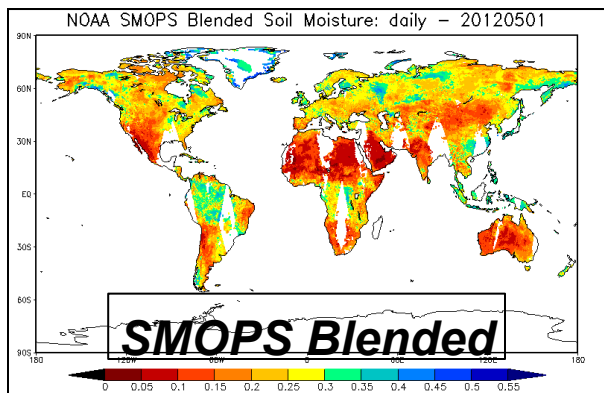 NOAA SMOPS Blended Soil Moisture: daily - 20120501
90N
60N
30N
EQ
30S
60S
90S
SMOPS Blended
180 120W 60W 0 60E 120E 180
0 0.05 0.1 0.15 0.2 0.25 0.3 0.35 0.4 0.45 0.5 0.55